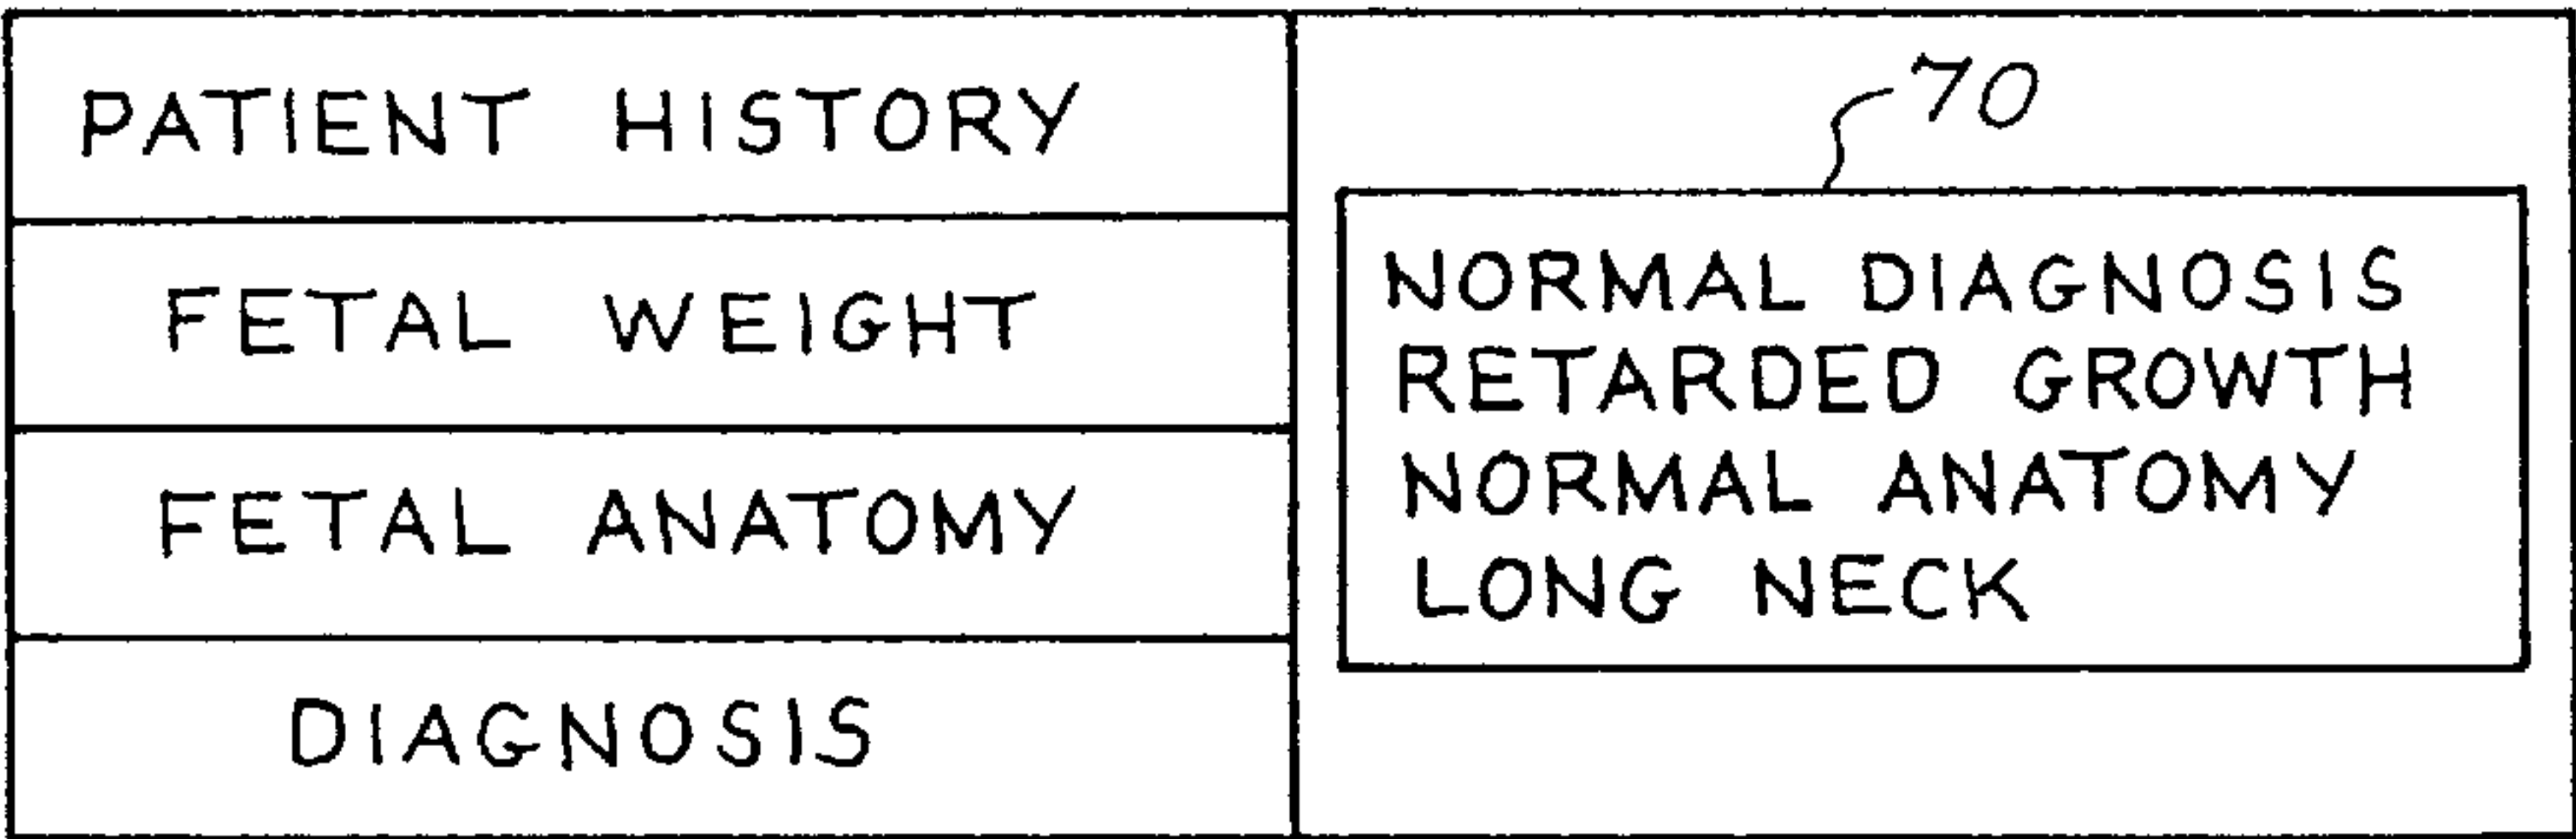 PATIENT HISTORY
FETAL WEIGHT
FETAL ANATOMY
DIAGNOSIS
70
NORMAL DIAGNOSIS
RETARDED GROWTH
NORMAL ANATOMY
LONG NECK